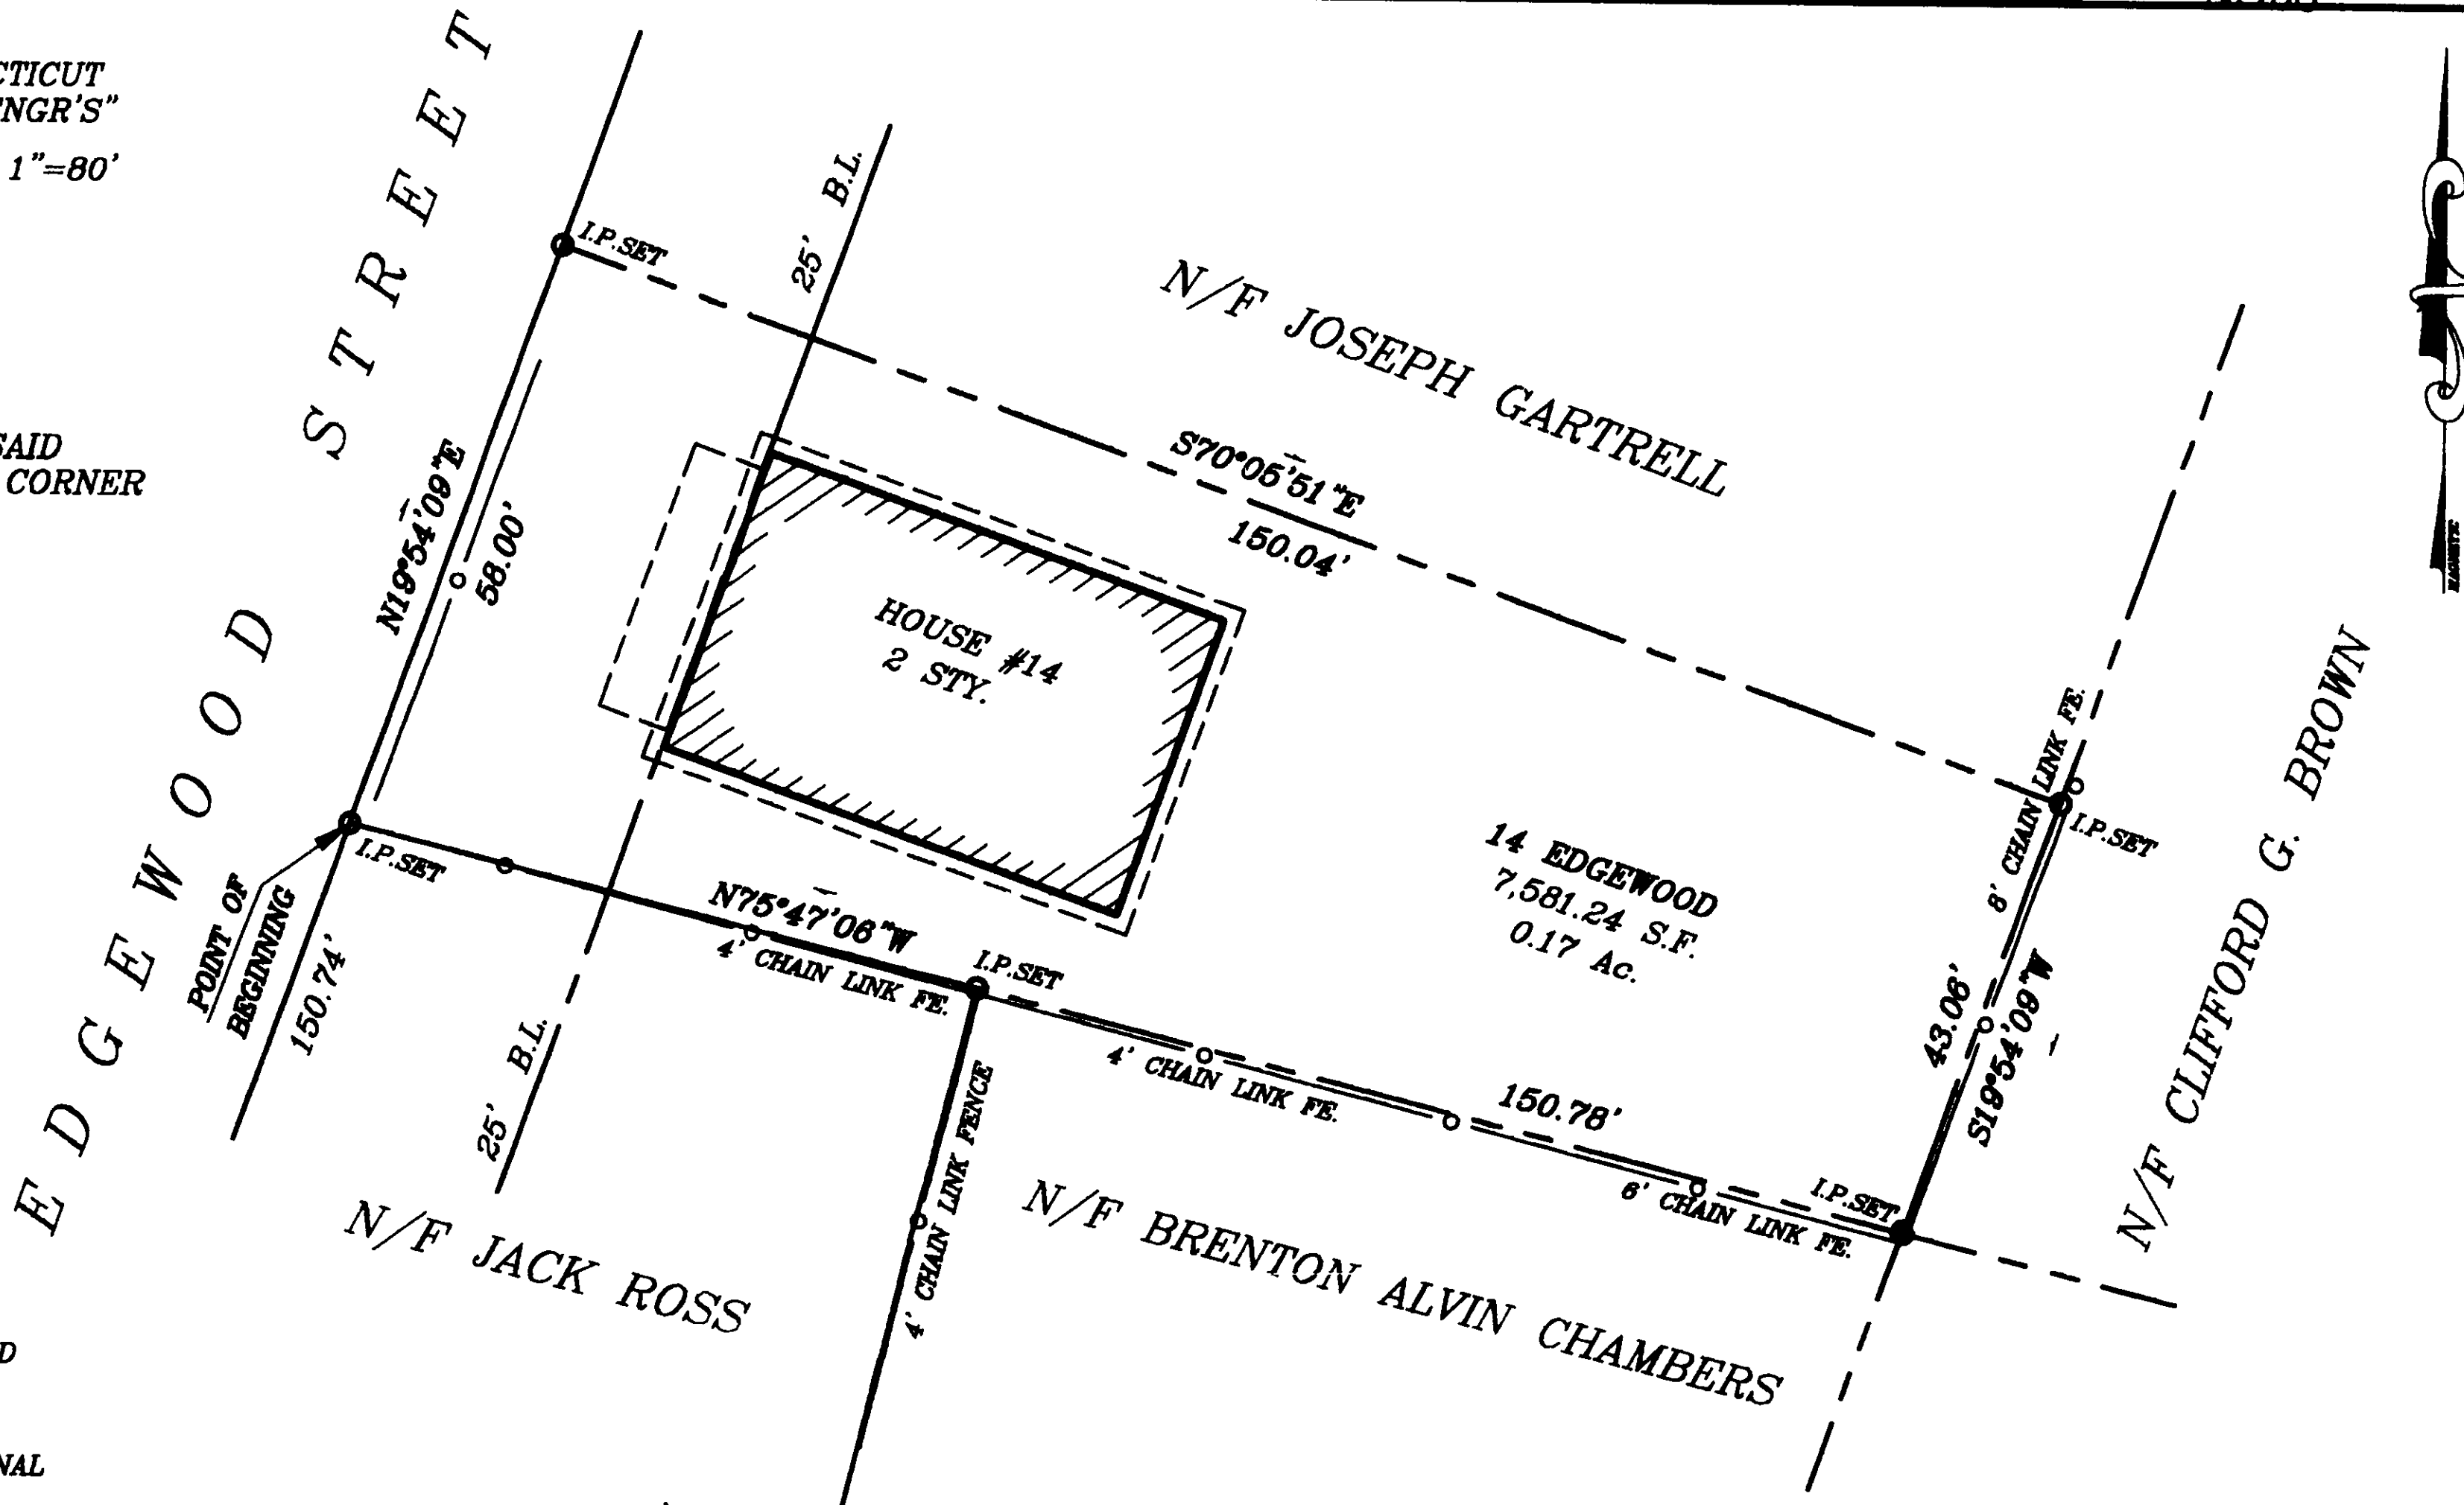 CTICUT
NGR'S"
1"=80'
SAID
CORNER
D
NAL
EDGEWOOD STREET
I.P.SET
25' B.L.
N/F JOSEPH GARTRELL
S70°05'51"E
150.04'
N19°54'09"E
58.00'
HOUSE #14
2 STY.
14 EDGEWOOD
7,581.24 S.F.
0.17 AC.
8' CHAIN LINK FE.
I.P.SET
N/F CLIFFORD G. BROWN
43.06'
S19°54'09"W
I.P.SET
POINT OF
BEGINNING
150.74'
N75°47'06"W
4' CHAIN LINK FE.
I.P.SET
4' CHAIN LINK FE.
150.78'
6' CHAIN LINK FE.
I.P.SET
25' B.L.
4' CHAIN LINK FENCE
N/F JACK ROSS
N/F BRENTON ALVIN CHAMBERS
MAGNETIC